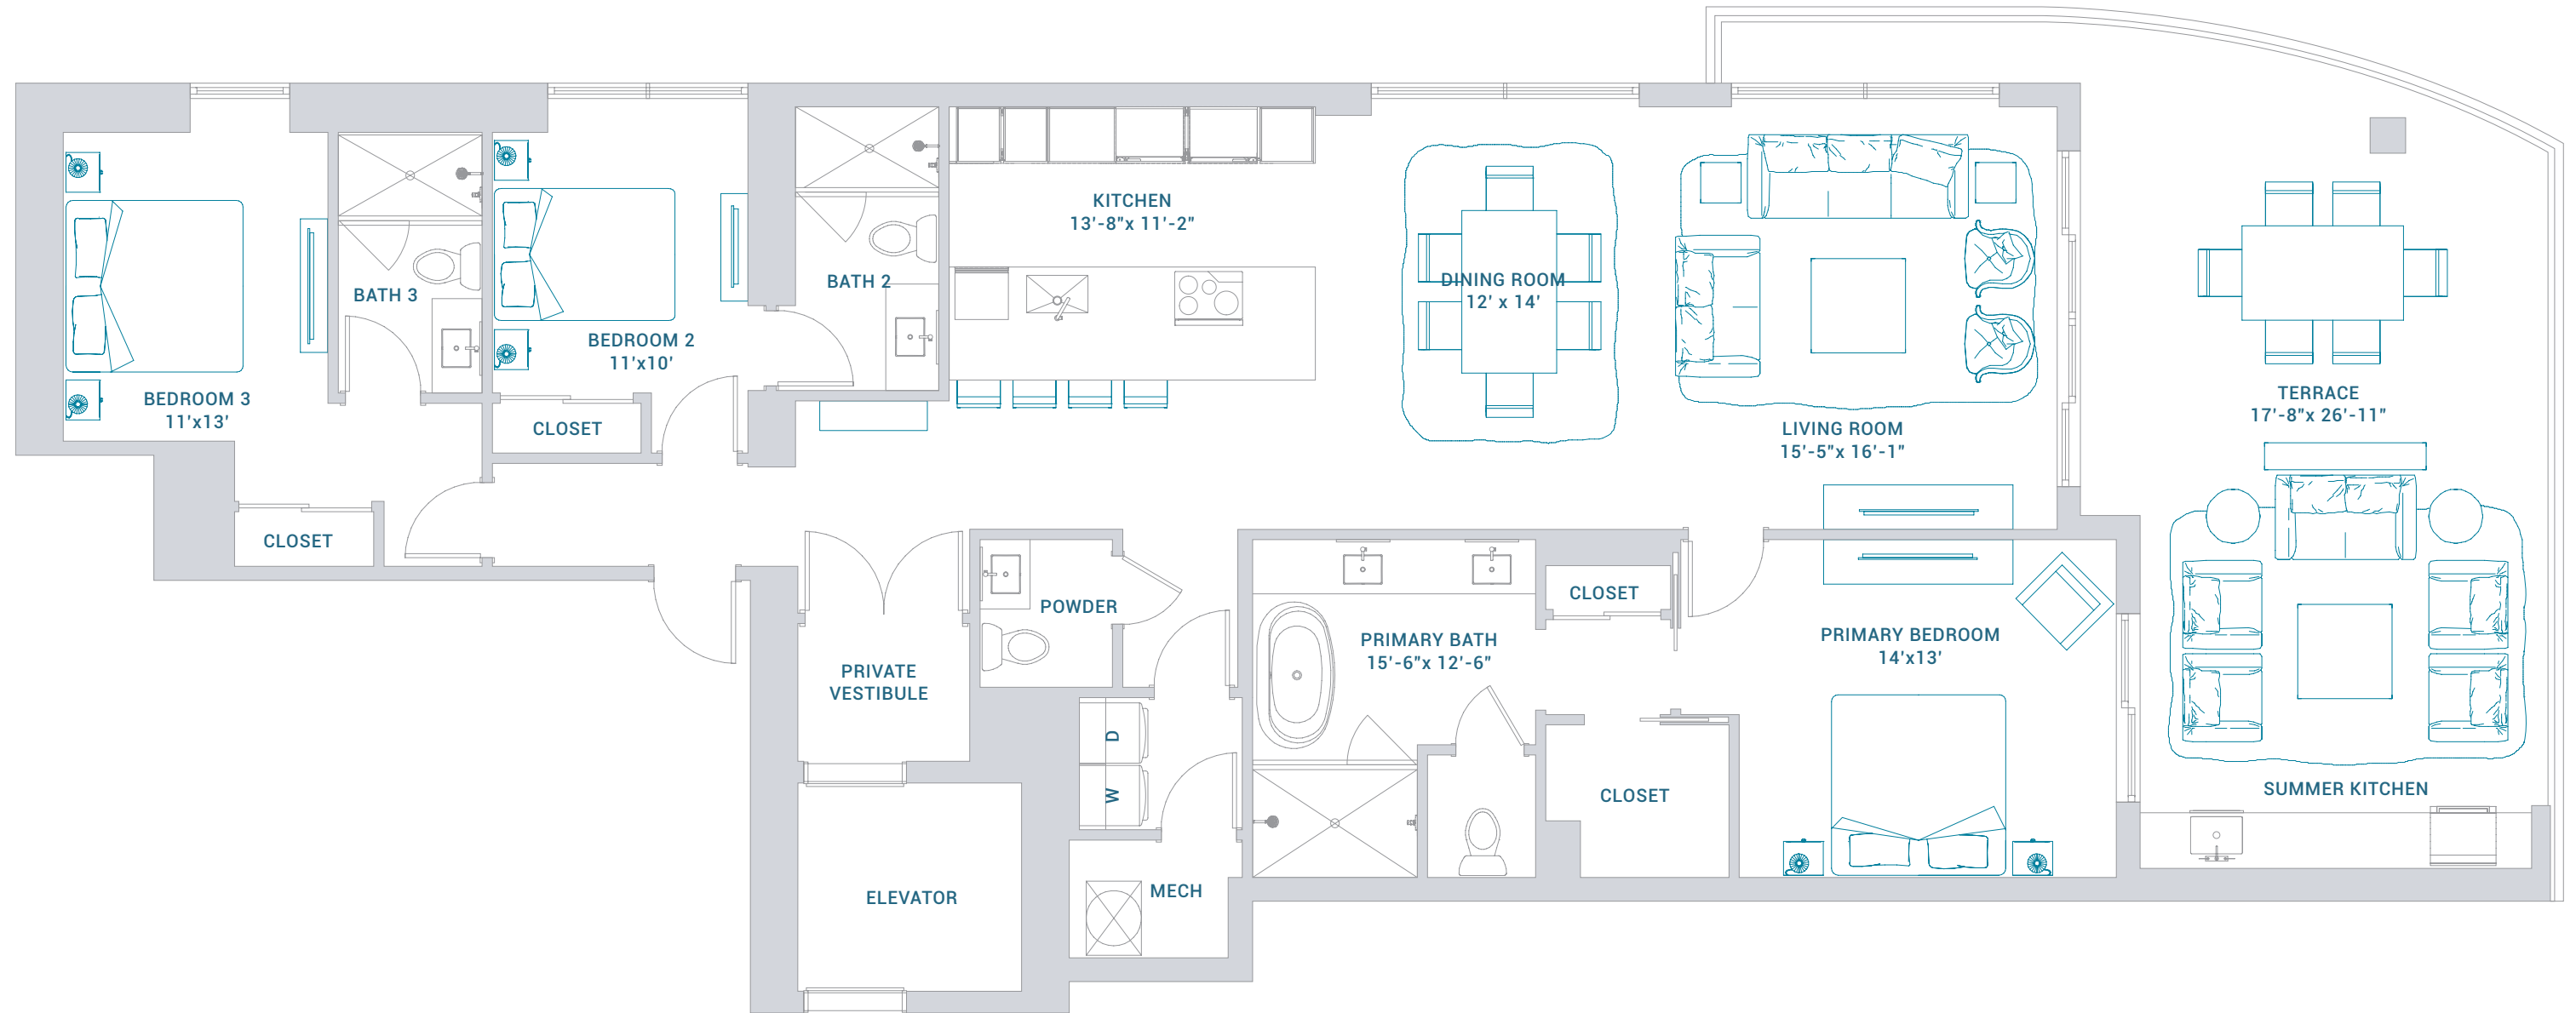 KITCHEN
13'-8"x 11'-2"
BATH 2
DINING ROOM
12' x 14'
BATH 3
BEDROOM 2
11'x10'
BEDROOM 3
11'x13'
CLOSET
LIVING ROOM
15'-5"x 16'-1"
TERRACE
17'-8"x 26'-11"
CLOSET
POWDER
CLOSET
PRIMARY BATH
15'-6"x 12'-6"
PRIMARY BEDROOM
14'x13'
PRIVATE
VESTIBULE
D
W
CLOSET
SUMMER KITCHEN
ELEVATOR
MECH